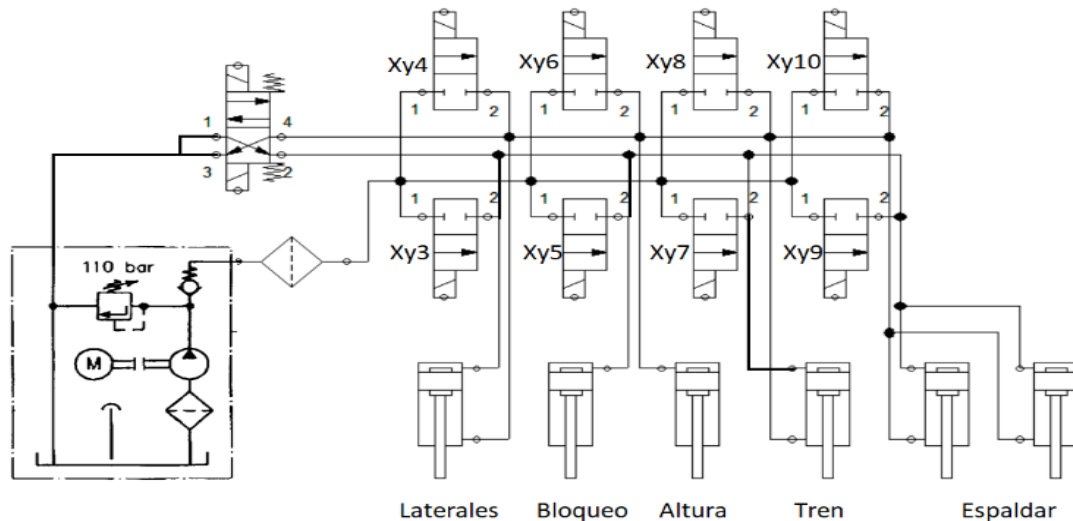 Xy4 Xy6 Xy8 Xy10
1 2 1 2 1 2 1 2
1 4
3 2
1 2 1 2 1 2 1 2
Xy3 Xy5 Xy7 Xy9
110 bar
M
Laterales Bloqueo Altura Tren Espaldar